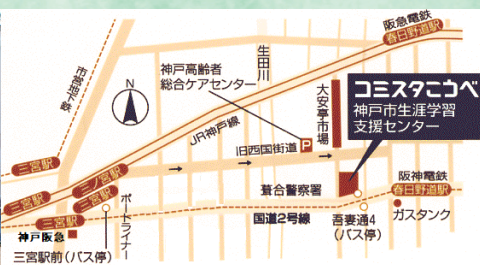 阪急電鉄
春日野道駅
生田川
市営地下鉄
神戸高齢者
総合ケアセンター
N
大安亭市場
コミスタこうべ
神戸市生涯学習
支援センター
JR神戸線
P
旧西国街道
三宮駅
三ノ宮駅
三宮駅
三宮駅
ポートライナー
葺合警察署
阪神電鉄
春日野道駅
国道2号線
吾妻通4
(バス停)
ガスタンク
神戸阪急
三宮駅前(バス停)